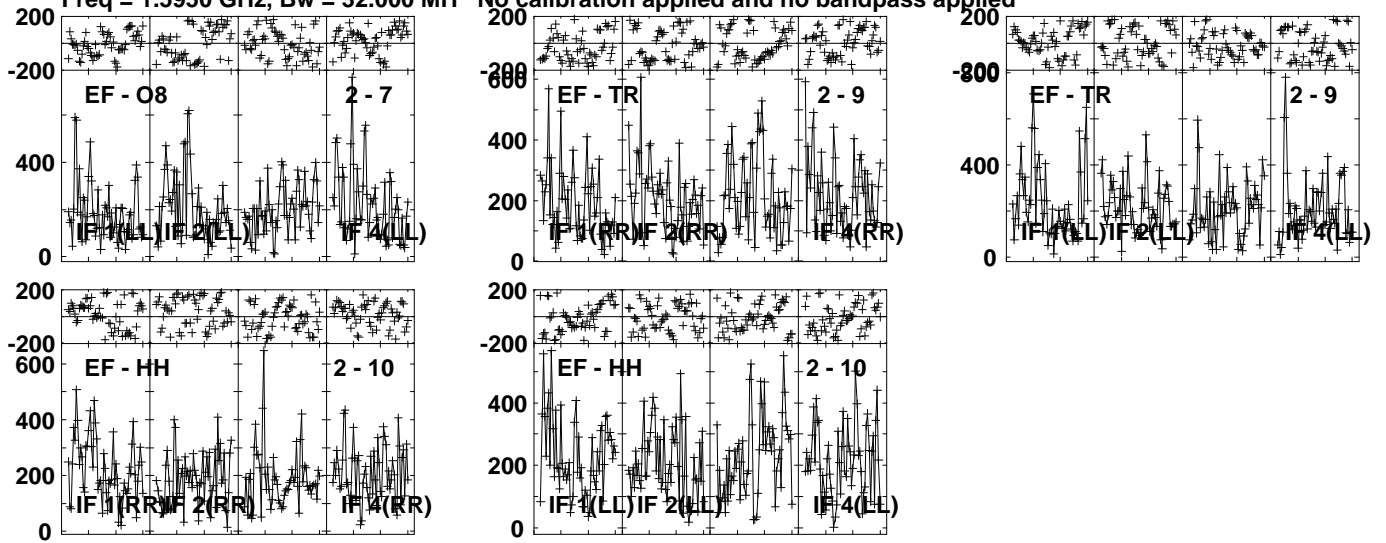 Freq = 1.5950 GHz, Bw = 32.000 MH No calibration applied and no bandpass applied
200
-200
EF - O8 2 - 7
400
0
IF 1(LL) IF 2(LL) IF 4(LL)
200
-200
600
EF - TR 2 - 9
400
200
0
IF 1(RR) IF 2(RR) IF 4(RR)
200
-200
800
EF - TR 2 - 9
400
0
IF 2(LL) IF 4(LL)
200
-200
600
EF - HH 2 - 10
400
200
0
IF 1(RR) IF 2(RR) IF 4(RR)
200
-200
EF - HH 2 - 10
400
200
0
IF 1(LL) IF 2(LL) IF 4(LL)